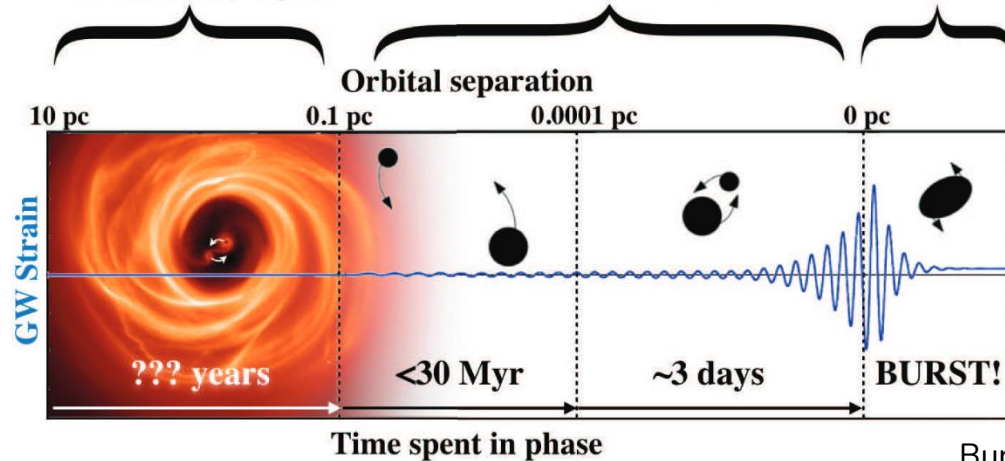 Orbital separation
10 pc 0.1 pc 0.0001 pc 0 pc
GW Strain
??? years <30 Myr ~3 days BURST!
Time spent in phase